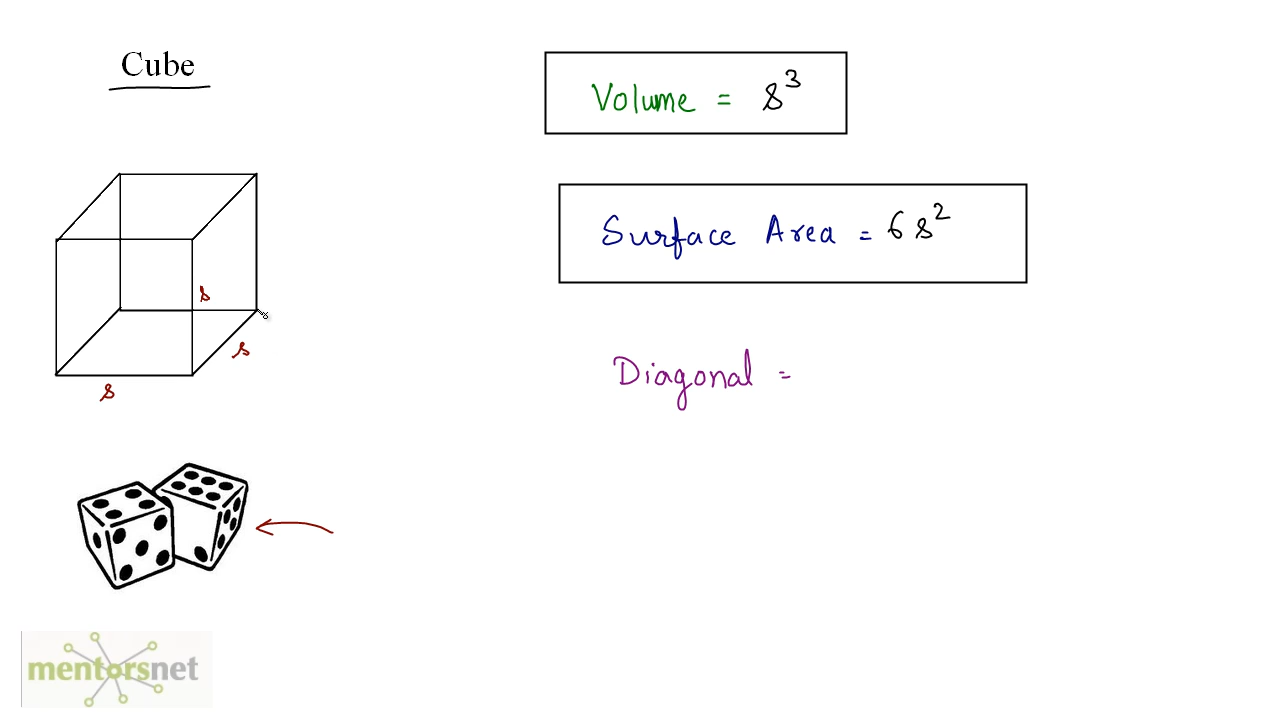 Cube
Volume = s³
Surface Area = 6s²
Diagonal =
s
s
s
mentorsnet